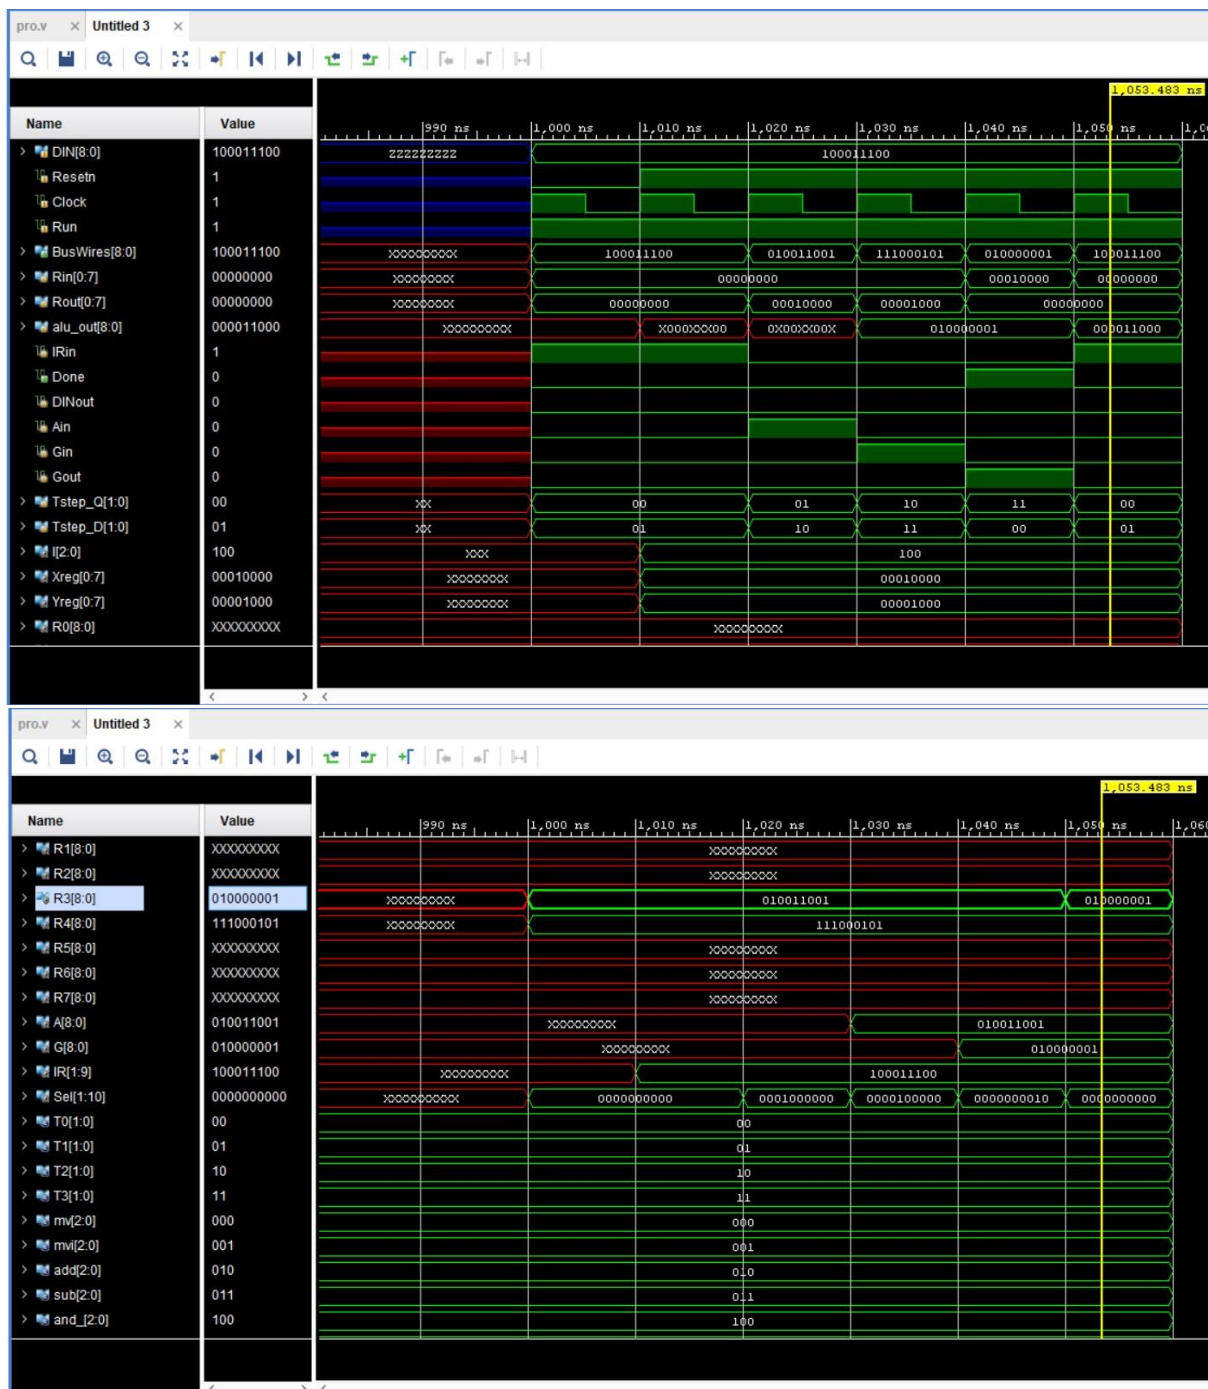 pro.v × Untitled 3 ×
1,053.483 ns
Name Value
990 ns 1,000 ns 1,010 ns 1,020 ns 1,030 ns 1,040 ns 1,050 ns
> DIN[8:0] 100011100 ZZZZZZZZZ 100011100
Resetn 1
Clock 1
Run 1
> BusWires[8:0] 100011100 XXXXXXXXX 100011100 010011001 111000101 010000001 100011100
> Rin[0:7] 00000000 XXXXXXXX 00000000 00010000 00000000
> Rout[0:7] 00000000 XXXXXXXX 00000000 00010000 00001000 00000000
> alu_out[8:0] 000011000 XXXXXXXXX X000XXX00 0X00XX00X 010000001 000011000
IRin 1
Done 0
DINout 0
Ain 0
Gin 0
Gout 0
> Tstep_Q[1:0] 00 XX 00 01 10 11 00
> Tstep_D[1:0] 01 XX 01 10 11 00 01
> I[2:0] 100 XXX 100
> Xreg[0:7] 00010000 XXXXXXXX 00010000
> Yreg[0:7] 00001000 XXXXXXXX 00001000
> R0[8:0] XXXXXXXXX XXXXXXXXX
pro.v × Untitled 3 ×
1,053.483 ns
Name Value
990 ns 1,000 ns 1,010 ns 1,020 ns 1,030 ns 1,040 ns 1,050 ns
> R1[8:0] XXXXXXXXX XXXXXXXXX
> R2[8:0] XXXXXXXXX XXXXXXXXX
> R3[8:0] 010000001 XXXXXXXXX 010011001 010000001
> R4[8:0] 111000101 XXXXXXXXX 111000101
> R5[8:0] XXXXXXXXX XXXXXXXXX
> R6[8:0] XXXXXXXXX XXXXXXXXX
> R7[8:0] XXXXXXXXX XXXXXXXXX
> A[8:0] 010011001 XXXXXXXXX 010011001
> G[8:0] 010000001 XXXXXXXXX 010000001
> IR[1:9] 100011100 XXXXXXXXX 100011100
> Sel[1:10] 0000000000 XXXXXXXXXX 0000000000 0001000000 0000100000 0000000010 0000000000
> T0[1:0] 00 00
> T1[1:0] 01 01
> T2[1:0] 10 10
> T3[1:0] 11 11
> mv[2:0] 000 000
> mvi[2:0] 001 001
> add[2:0] 010 010
> sub[2:0] 011 011
> and_[2:0] 100 100